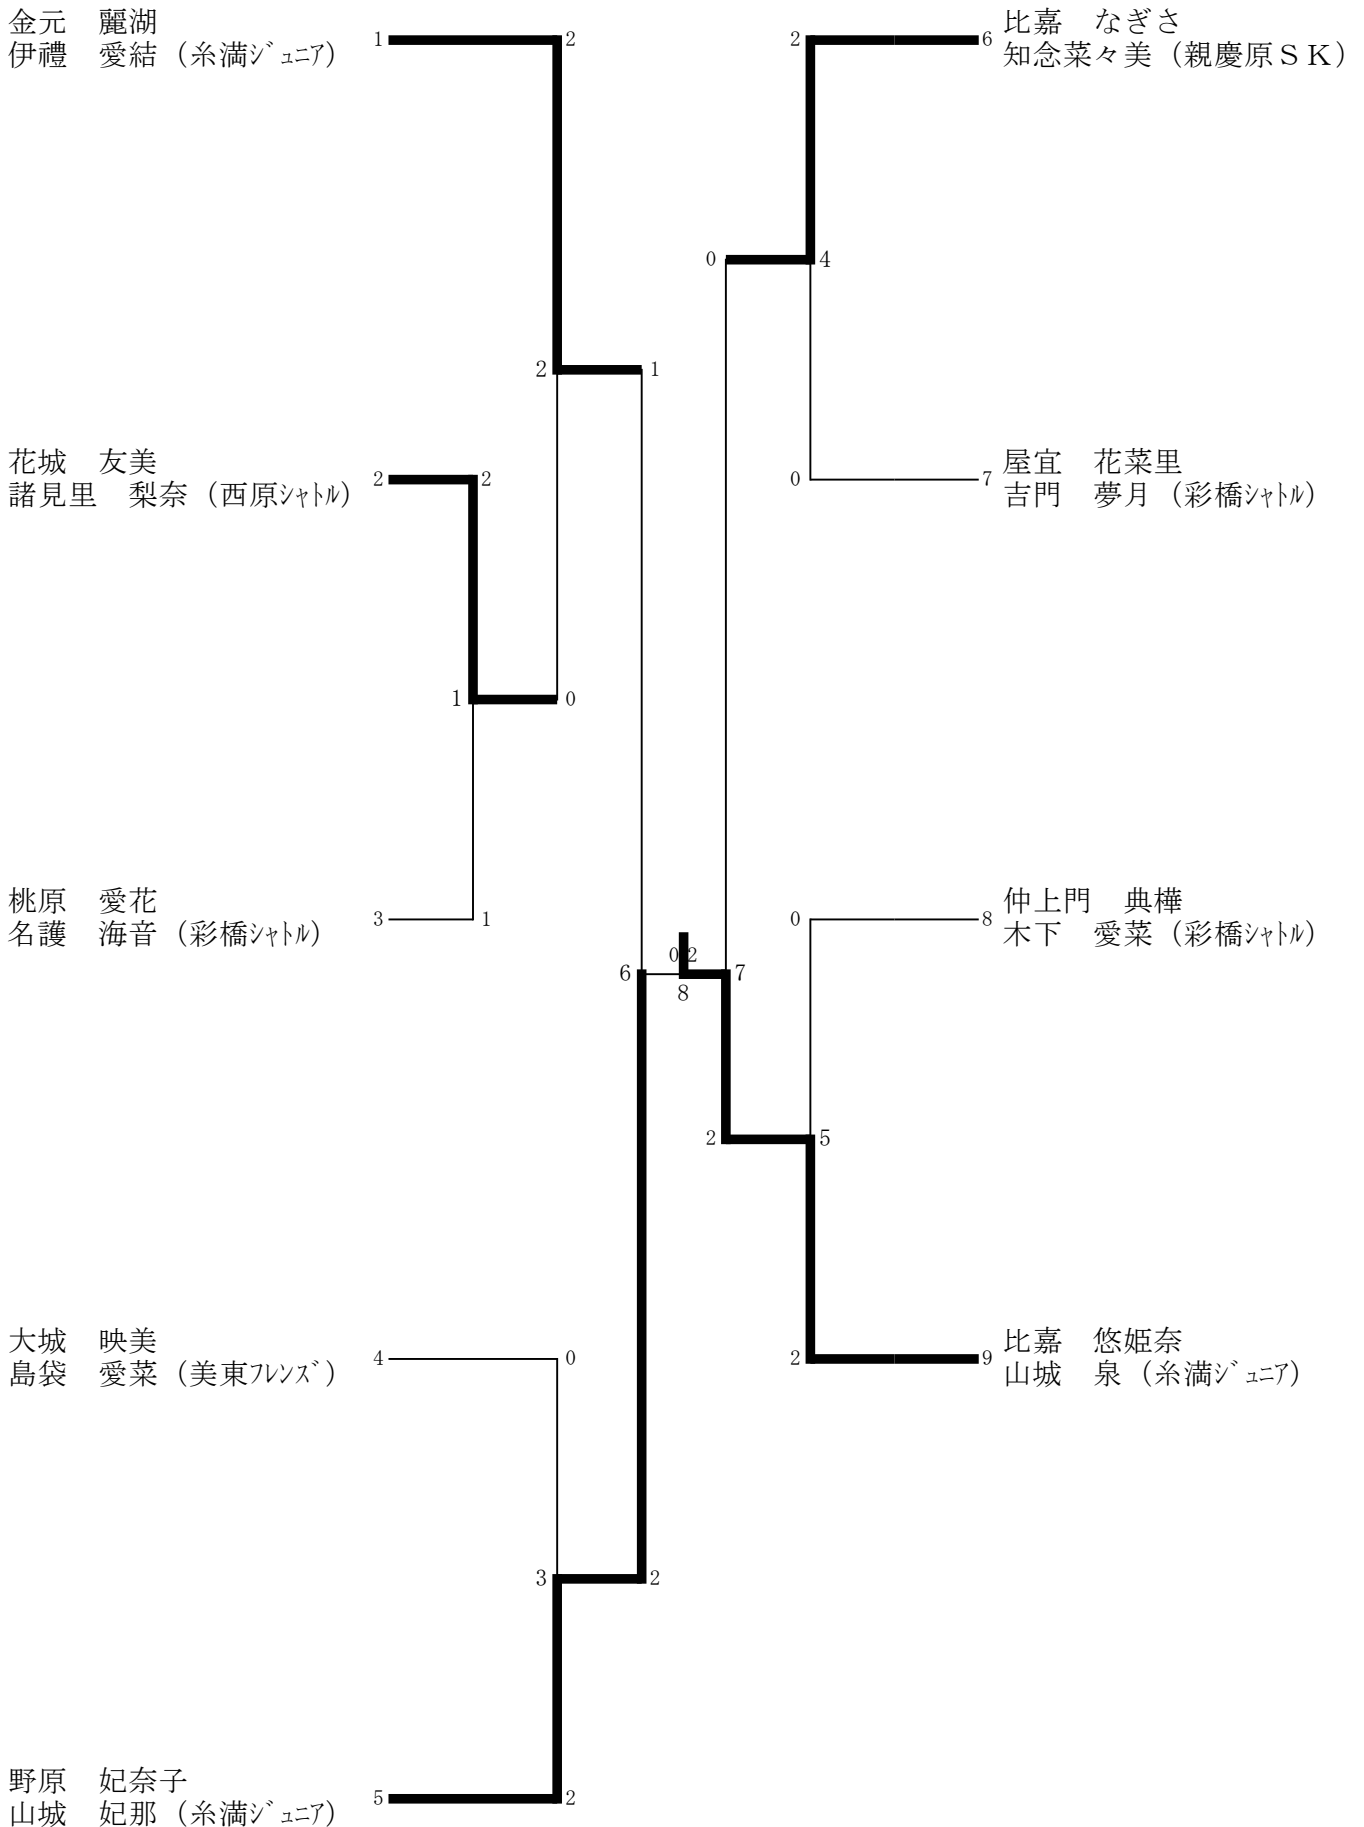 金元　麗湖
伊禮　愛結（糸満ｼﾞｭﾆｱ）
1
2
2
6
比嘉　なぎさ
知念菜々美（親慶原ＳＫ）
0
4
2
1
花城　友美
諸見里　梨奈（西原ｼｬﾄﾙ）
2
2
0
7
屋宜　花菜里
吉門　夢月（彩橋ｼｬﾄﾙ）
1
0
桃原　愛花
名護　海音（彩橋ｼｬﾄﾙ）
3
1
0
8
仲上門　典樺
木下　愛菜（彩橋ｼｬﾄﾙ）
0 2
6
7
8
2
5
大城　映美
島袋　愛菜（美東ﾌﾚﾝｽﾞ）
4
0
2
9
比嘉　悠姫奈
山城　泉（糸満ｼﾞｭﾆｱ）
3
2
野原　妃奈子
山城　妃那（糸満ｼﾞｭﾆｱ）
5
2